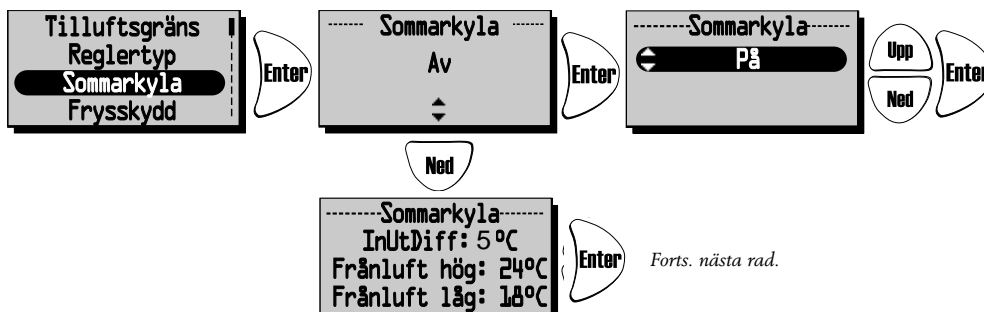 Tilluftsgräns
Reglertyp
Sommarkyla
Frysskydd
Enter
Sommarkyla
Av
Enter
Sommarkyla
På
Upp
Ned
Enter
Ned
Sommarkyla
InUtDiff: 5°C
Frånluft hög: 24°C
Frånluft låg: 18°C
Enter
Forts. nästa rad.